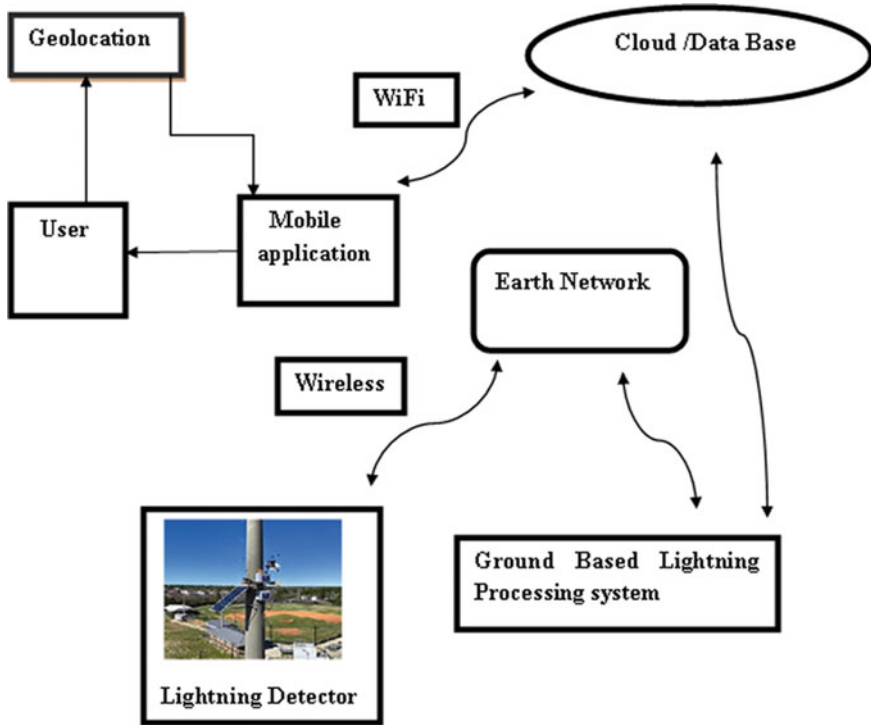 Geolocation
Cloud /Data Base
WiFi
User
Mobile
application
Earth Network
Wireless
Ground Based Lightning
Processing system
Lightning Detector